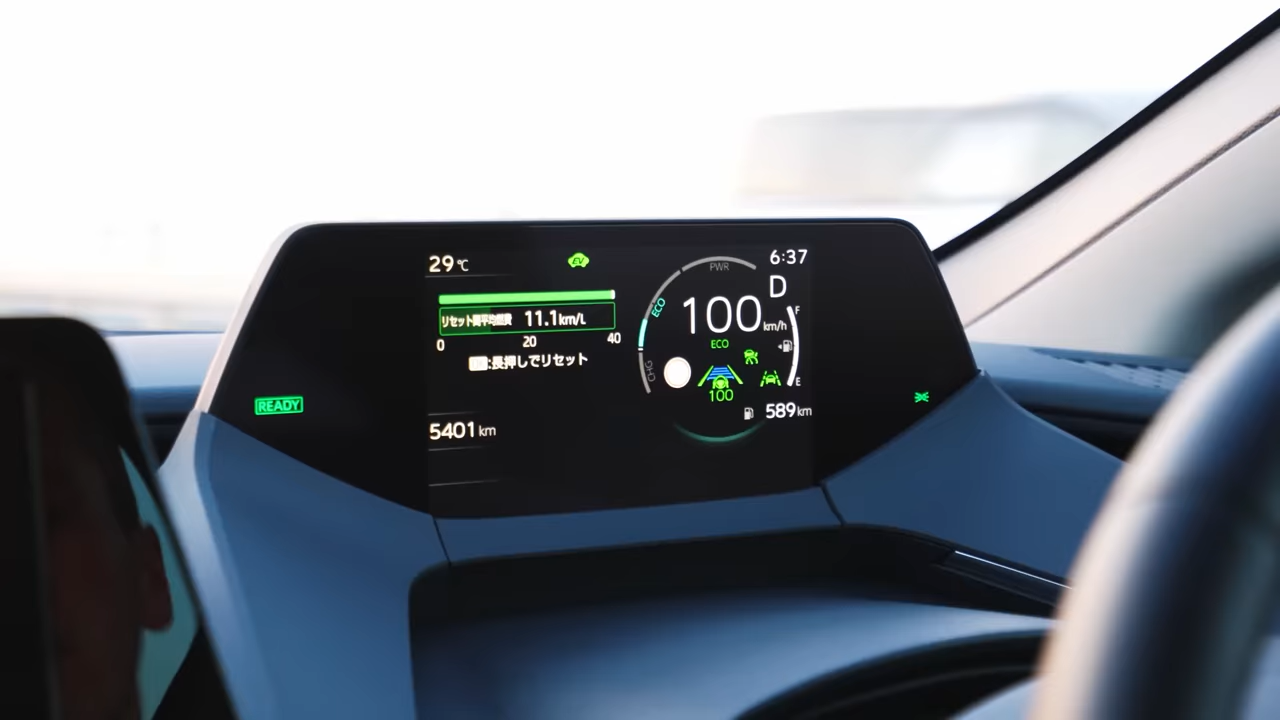 29℃
EV
リセット間平均燃費 11.1km/L
0 20 40
:長押しでリセット
READY
5401km
6:37
D
PWR
ECO
CHG
100km/h
ECO
100
F
E
589km